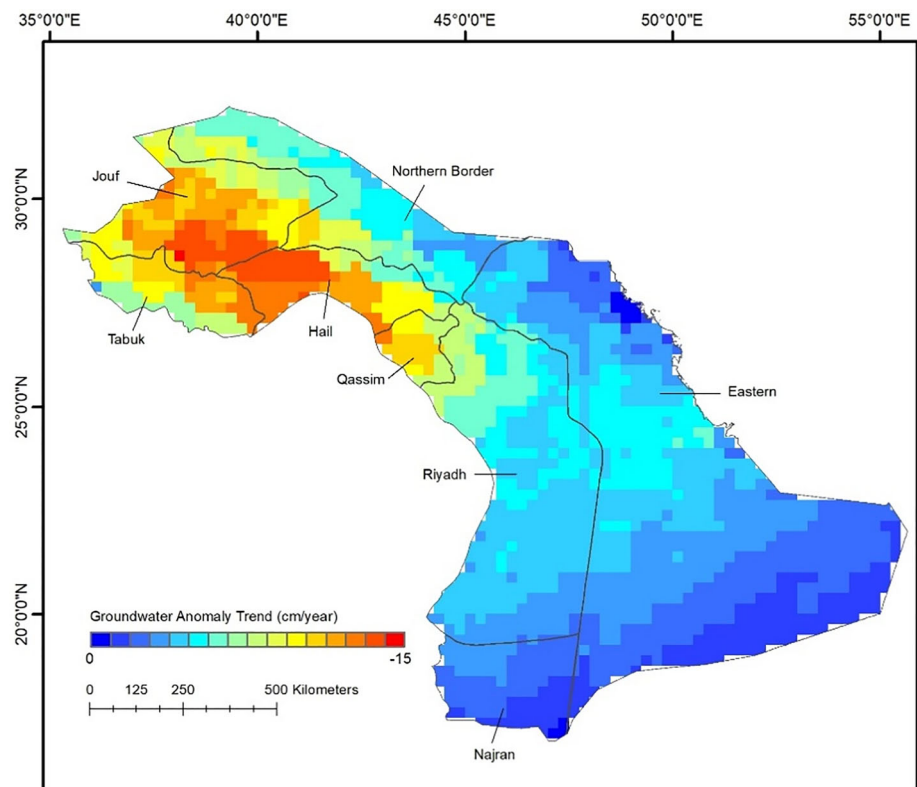 35°0'0"E 40°0'0"E 45°0'0"E 50°0'0"E 55°0'0"E
30°0'0"N
25°0'0"N
20°0'0"N
Jouf
Northern Border
Tabuk
Hail
Qassim
Eastern
Riyadh
Najran
Groundwater Anomaly Trend (cm/year)
0 -15
0 125 250 500 Kilometers